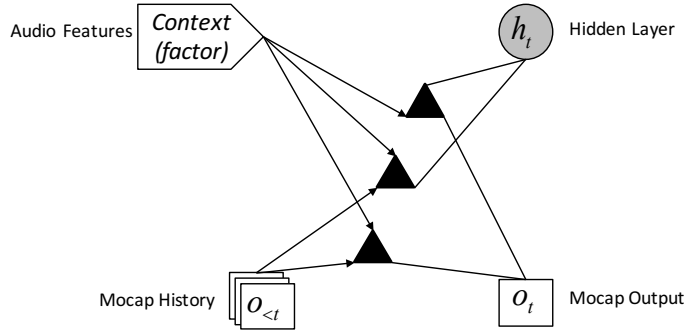 Audio Features
Context
(factor)
h_t
Hidden Layer
Mocap History
o_{<t}
o_t
Mocap Output